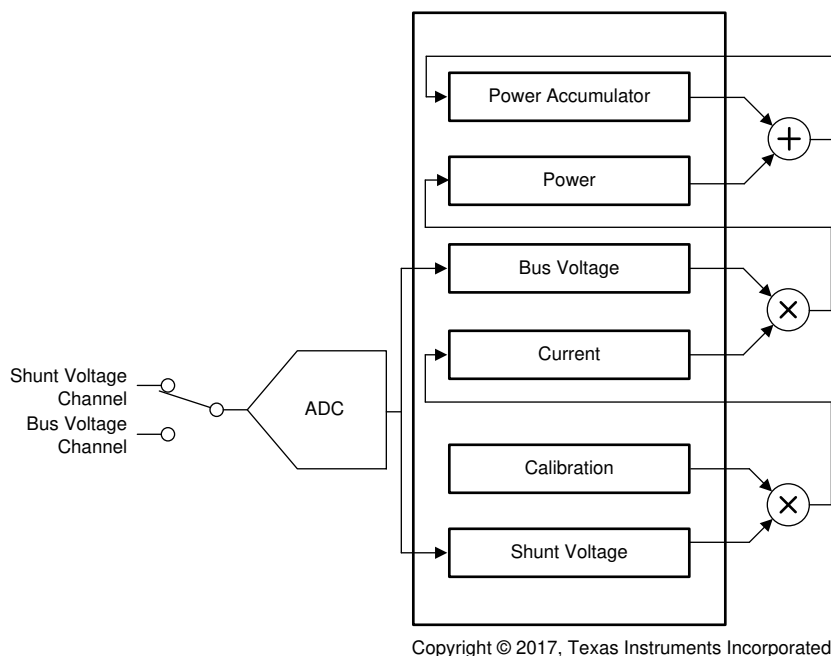 Power Accumulator
Power
Bus Voltage
Current
Shunt Voltage
Channel
Bus Voltage
Channel
ADC
Calibration
Shunt Voltage
Copyright © 2017, Texas Instruments Incorporated